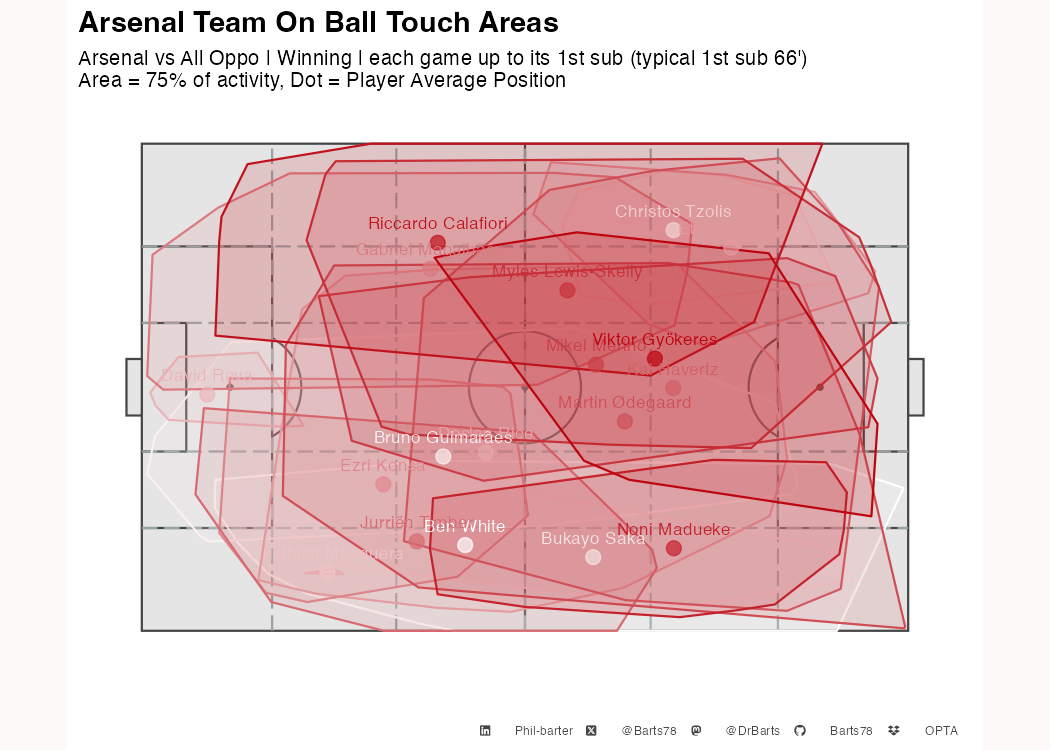 Arsenal Team On Ball Touch Areas
Arsenal vs All Oppo | Winning | each game up to its 1st sub (typical 1st sub 66')
Area = 75% of activity, Dot = Player Average Position
Christos Tzolis
Riccardo Calafiori
Gabriel
Myles Lewis-Skelly
Viktor Gyökeres
Mikel Merino
Kai Havertz
David Raya
Martin Ødegaard
Bruno Guimarães
Declan Rice
Ezri Konsa
Jurriën
Ben White
Noni Madueke
Bukayo Saka
Phil-barter @Barts78 @DrBarts Barts78 OPTA